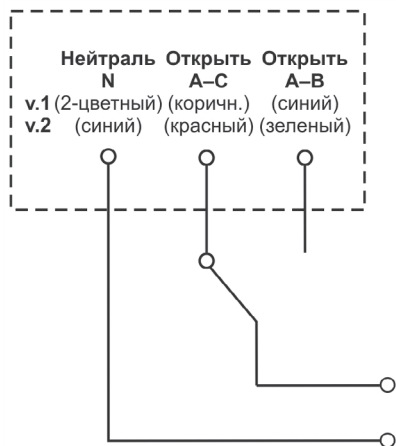 Нейтраль Открыть Открыть
N A–C A–B
v.1 (2-цветный) (коричн.) (синий)
v.2 (синий) (красный) (зеленый)